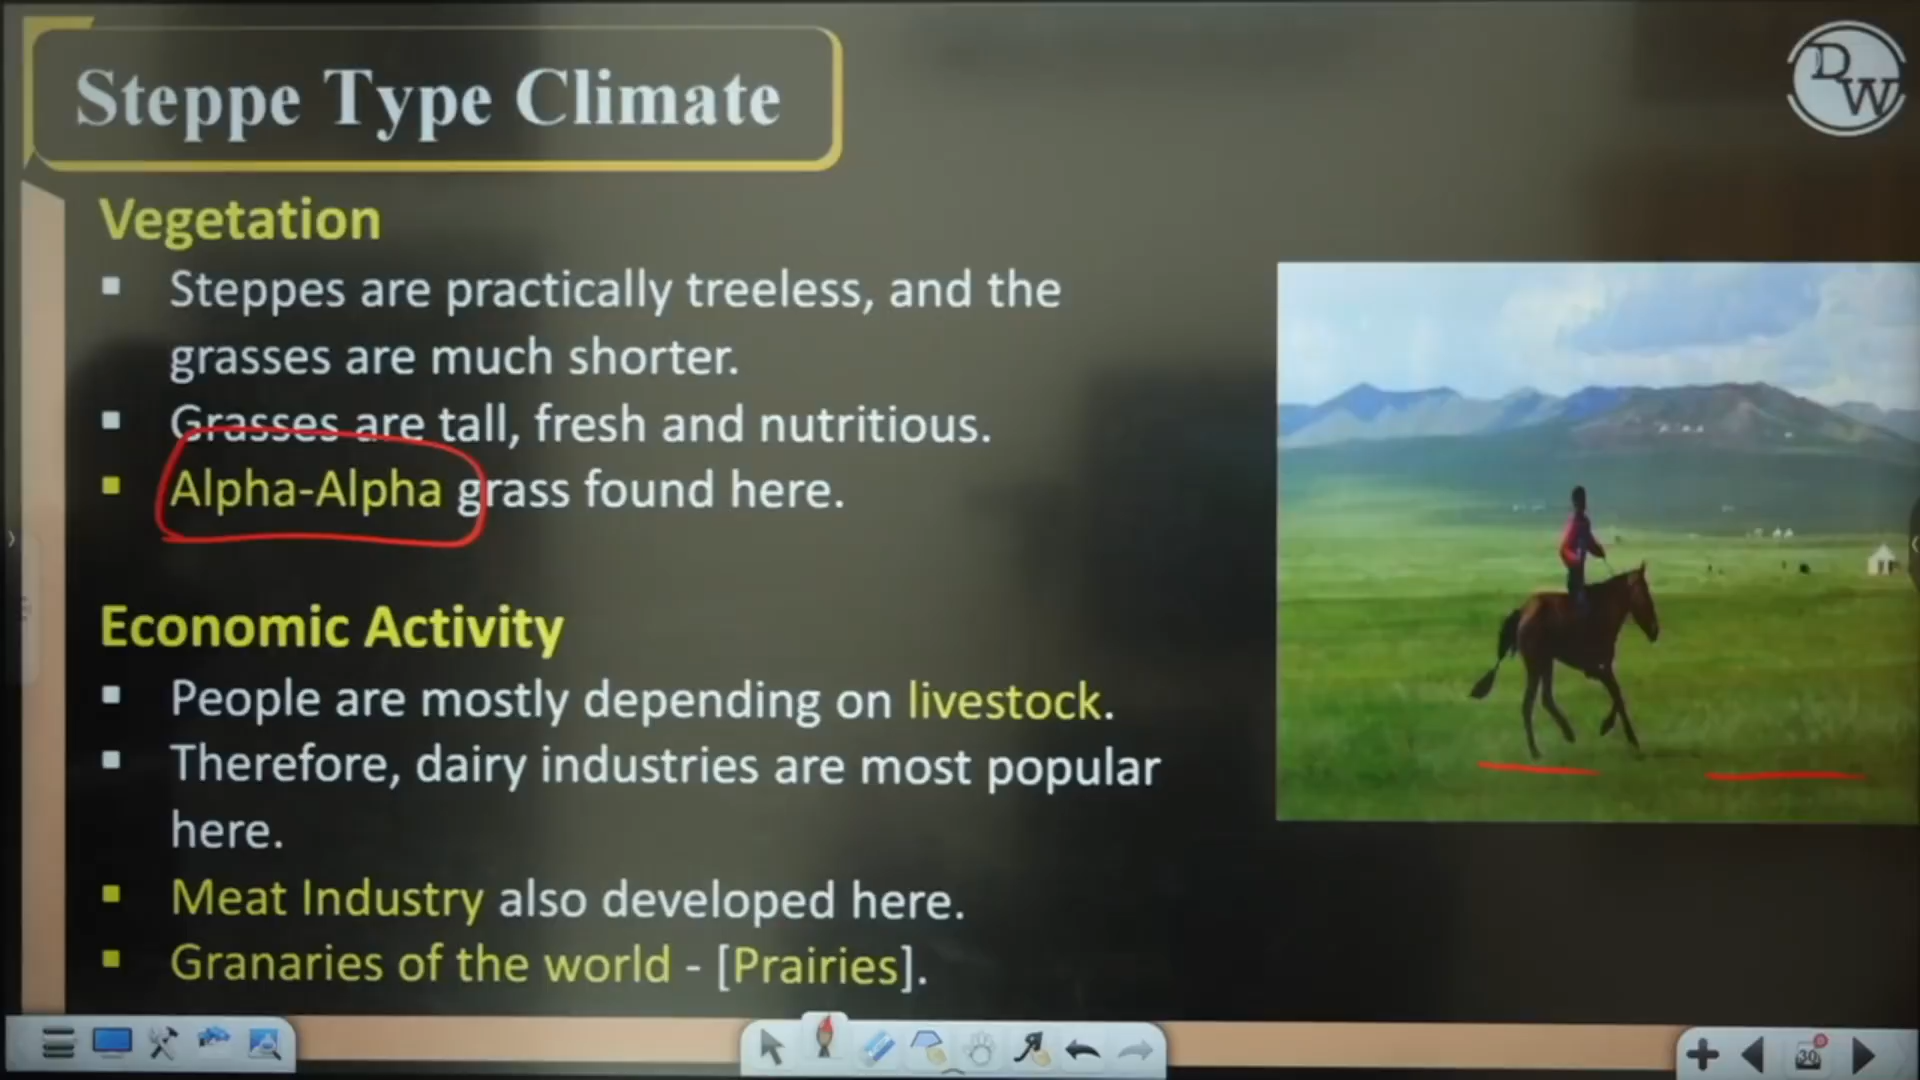 Steppe Type Climate
DW
Vegetation
Steppes are practically treeless, and the
grasses are much shorter.
Grasses are tall, fresh and nutritious.
Alpha-Alpha grass found here.
Economic Activity
People are mostly depending on livestock.
Therefore, dairy industries are most popular
here.
Meat Industry also developed here.
Granaries of the world - [Prairies].
30